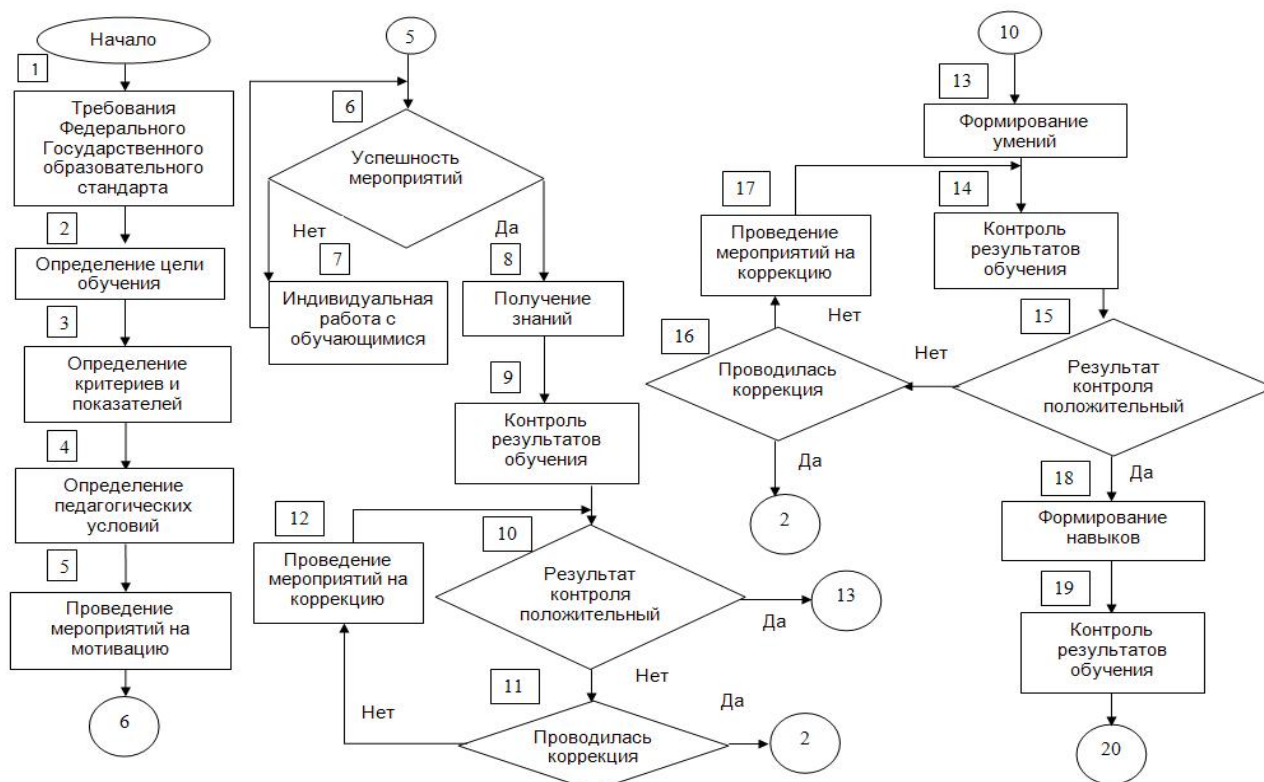 Начало
1
Требования
Федерального
Государственного
образовательного
стандарта
2
Определение цели
обучения
3
Определение
критериев и
показателей
4
Определение
педагогических
условий
5
Проведение
мероприятий на
мотивацию
6
5
6
Успешность
мероприятий
Нет
Да
7
Индивидуальная
работа с
обучающимися
8
Получение
знаний
9
Контроль
результатов
обучения
12
Проведение
мероприятий на
коррекцию
10
Результат
контроля
положительный
Да
13
Нет
11
Проводилась
коррекция
Нет
Да
2
10
13
Формирование
умений
14
Контроль
результатов
обучения
17
Проведение
мероприятий на
коррекцию
15
Результат
контроля
положительный
Нет
16
Проводилась
коррекция
Нет
Да
2
Да
18
Формирование
навыков
19
Контроль
результатов
обучения
20